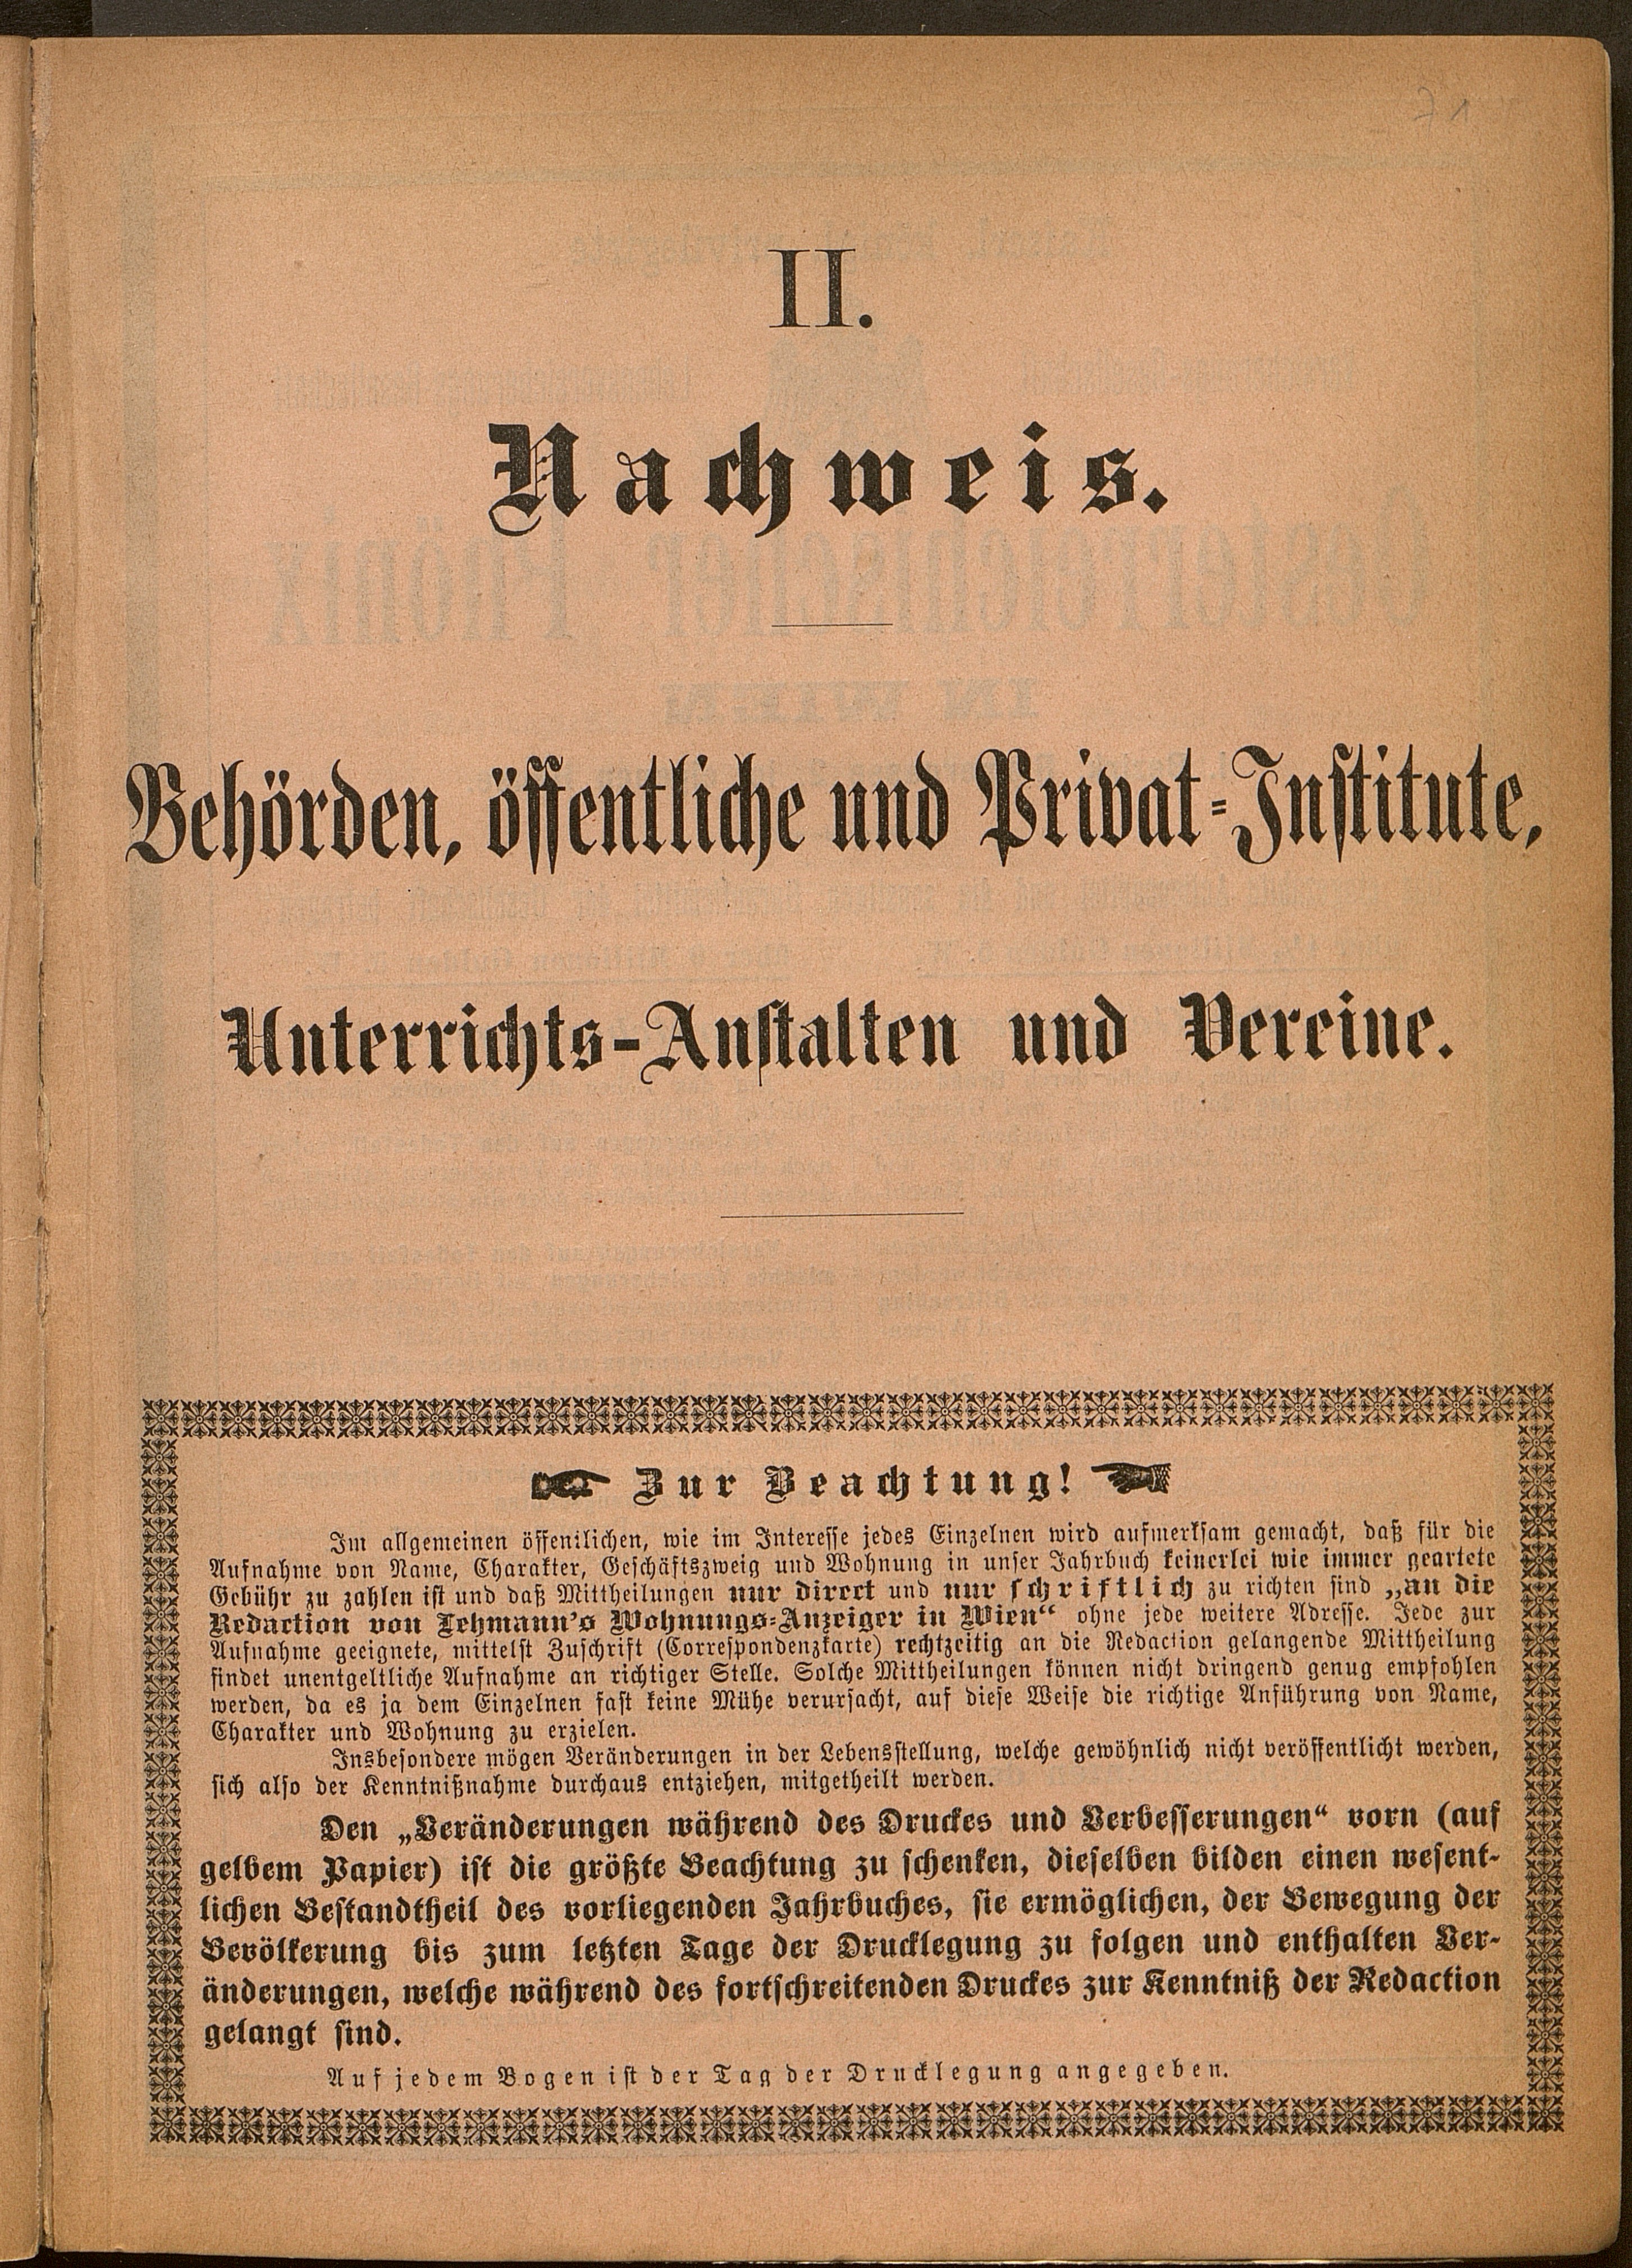 71
II.
Nachweis.
Behörden, öffentliche und Privat-Institute,
Unterrichts-Anstalten und Vereine.
Zur Beachtung!
Im allgemeinen öffentlichen, wie im Interesse jedes Einzelnen wird aufmerksam gemacht, daß für die
Aufnahme von Name, Charakter, Geschäftszweig und Wohnung in unser Jahrbuch keinerlei wie immer geartete
Gebühr zu zahlen ist und daß Mittheilungen nur direct und nur schriftlich zu richten sind „an die
Redaction von Lehmann's Wohnungs-Anzeiger in Wien“ ohne jede weitere Adresse. Jede zur
Aufnahme geeignete, mittelst Zuschrift (Correspondenzkarte) rechtzeitig an die Redaction gelangende Mittheilung
findet unentgeltliche Aufnahme an richtiger Stelle. Solche Mittheilungen können nicht dringend genug empfohlen
werden, da es ja dem Einzelnen fast keine Mühe verursacht, auf diese Weise die richtige Anführung von Name,
Charakter und Wohnung zu erzielen.
Insbesondere mögen Veränderungen in der Lebensstellung, welche gewöhnlich nicht veröffentlicht werden,
sich also der Kenntnißnahme durchaus entziehen, mitgetheilt werden.
Den „Veränderungen während des Druckes und Verbesserungen“ vorn (auf
gelbem Papier) ist die größte Beachtung zu schenken, dieselben bilden einen wesent-
lichen Bestandtheil des vorliegenden Jahrbuches, sie ermöglichen, der Bewegung der
Bevölkerung bis zum letzten Tage der Drucklegung zu folgen und enthalten Ver-
änderungen, welche während des fortschreitenden Druckes zur Kenntniß der Redaction
gelangt sind.
Auf jedem Bogen ist der Tag der Drucklegung angegeben.